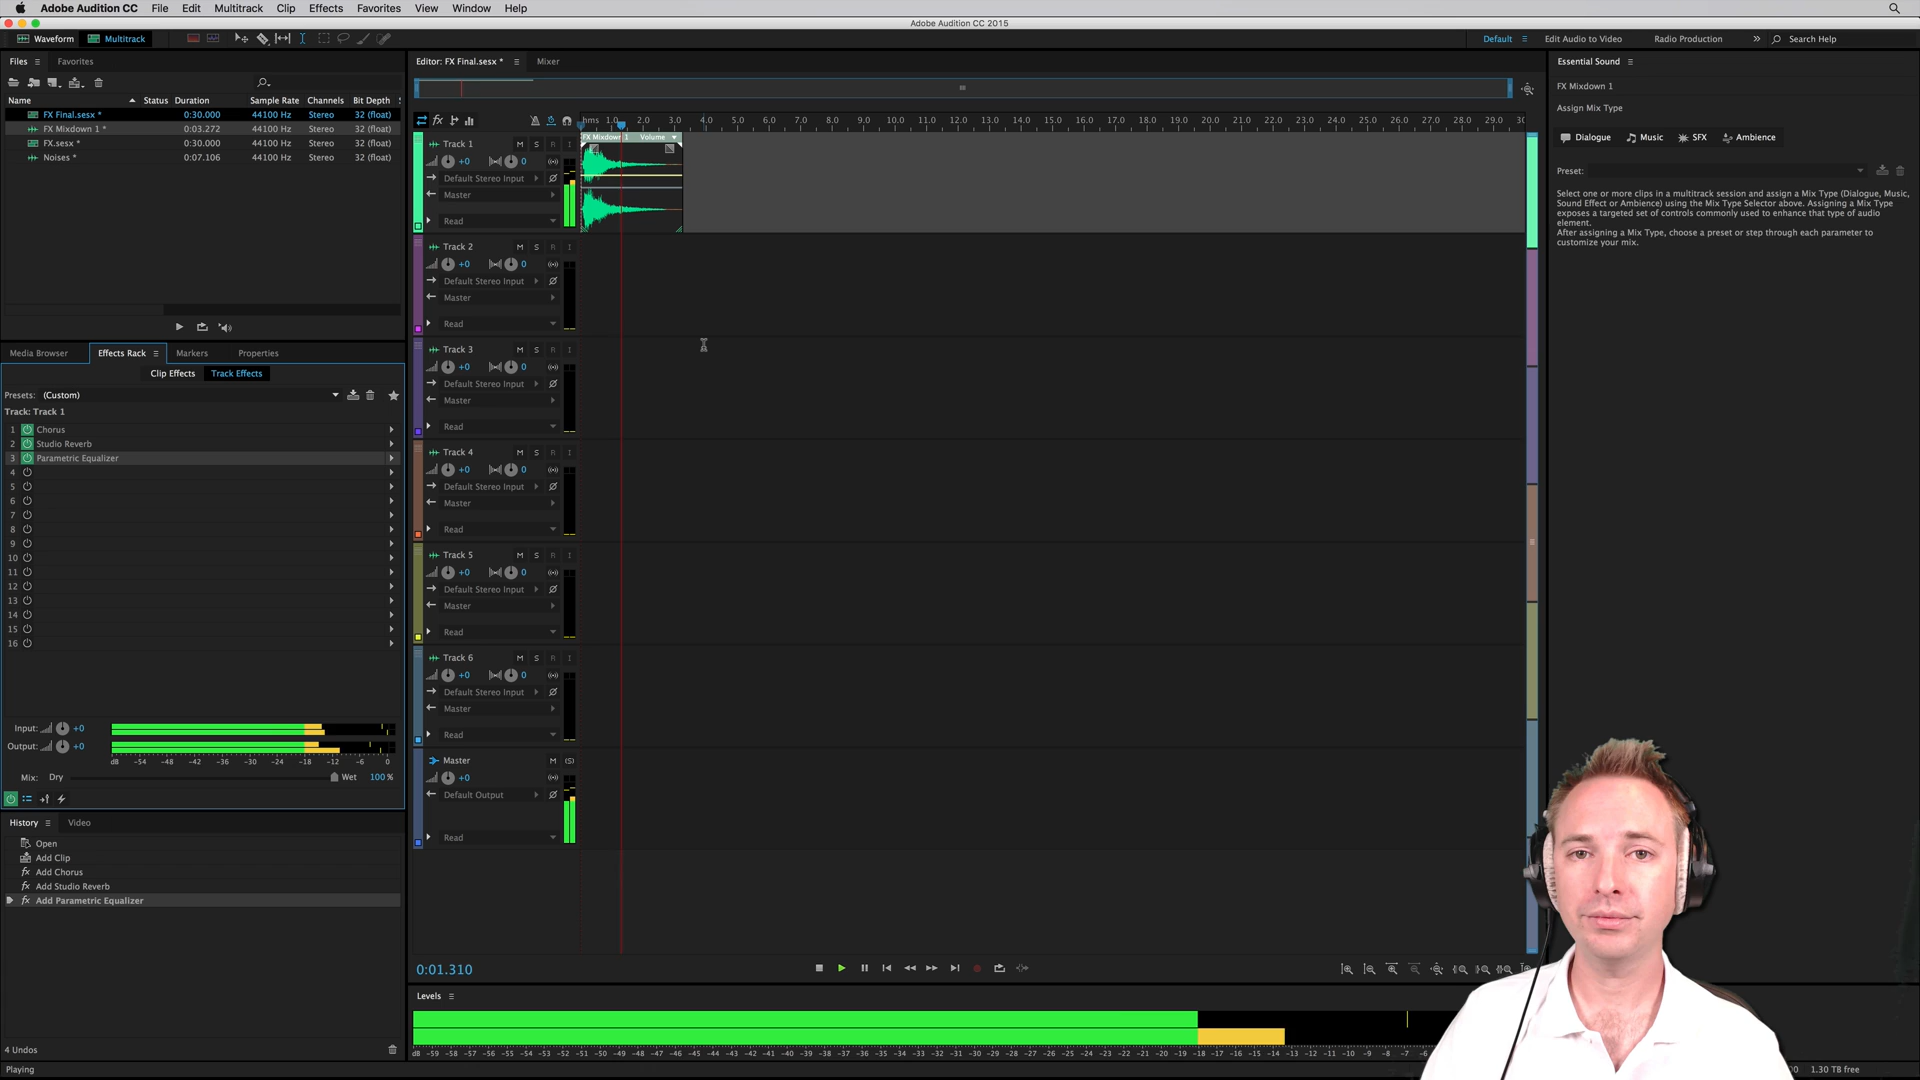 Adobe Audition CC File Edit Multitrack Clip Effects Favorites View Window Help
Adobe Audition CC 2015
Waveform Multitrack
Default Edit Audio to Video Radio Production Search Help
Files Favorites
Name Status Duration Sample Rate Channels Bit Depth
FX Final.sesx * 0:30.000 44100 Hz Stereo 32 (float)
FX Mixdown 1 * 0:03.272 44100 Hz Stereo 32 (float)
FX.sesx * 0:30.000 44100 Hz Stereo 32 (float)
Noises * 0:07.106 44100 Hz Stereo 32 (float)
Media Browser Effects Rack Markers Properties
Clip Effects Track Effects
Presets: (Custom)
Track: Track 1
1 Chorus
2 Studio Reverb
3 Parametric Equalizer
4
5
6
7
8
9
10
11
12
13
14
15
16
Input: +0
Output: +0
dB -54 -48 -42 -36 -30 -24 -18 -12 -6 0
Mix: Dry Wet 100 %
History Video
Open
Add Clip
Add Chorus
Add Studio Reverb
Add Parametric Equalizer
4 Undos
Playing
Editor: FX Final.sesx * Mixer
hms 1.0 2.0 3.0 4.0 5.0 6.0 7.0 8.0 9.0 10.0 11.0 12.0 13.0 14.0 15.0 16.0 17.0 18.0 19.0 20.0 21.0 22.0 23.0 24.0 25.0 26.0 27.0 28.0 29.0
FX Mixdown 1 Volume
Track 1 M S R I
+0 0
Default Stereo Input
Master
Read
Track 2 M S R I
+0 0
Default Stereo Input
Master
Read
Track 3 M S R I
+0 0
Default Stereo Input
Master
Read
Track 4 M S R I
+0 0
Default Stereo Input
Master
Read
Track 5 M S R I
+0 0
Default Stereo Input
Master
Read
Track 6 M S R I
+0 0
Default Stereo Input
Master
Read
Master M (S)
+0
Default Output
Read
0:01.310
Levels
dB -59 -58 -57 -56 -55 -54 -53 -52 -51 -50 -49 -48 -47 -46 -45 -44 -43 -42 -41 -40 -39 -38 -37 -36 -35 -34 -33 -32 -31 -30 -29 -28 -27 -26 -25 -24 -23 -22 -21 -20 -19 -18 -17 -16 -15 -14 -13 -12 -11 -10 -9 -8 -7
Essential Sound
FX Mixdown 1
Assign Mix Type
Dialogue Music SFX Ambience
Preset:
Select one or more clips in a multitrack session and assign a Mix Type (Dialogue, Music,
Sound Effect or Ambience) using the Mix Type Selector above. Assigning a Mix Type
exposes a targeted set of controls commonly used to enhance that type of audio
element.
After assigning a Mix Type, choose a preset or step through each parameter to
customize your mix.
1.30 TB free